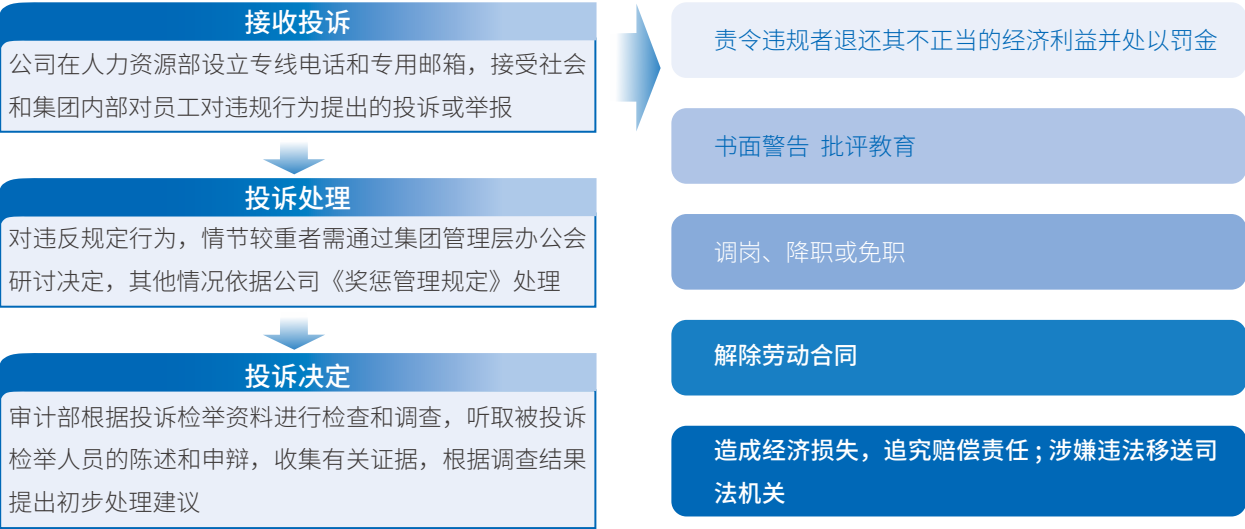 接收投诉
公司在人力资源部设立专线电话和专用邮箱，接受社会
和集团内部对员工对违规行为提出的投诉或举报
投诉处理
对违反规定行为，情节较重者需通过集团管理层办公会
研讨决定，其他情况依据公司《奖惩管理规定》处理
投诉决定
审计部根据投诉检举资料进行检查和调查，听取被投诉
检举人员的陈述和申辩，收集有关证据，根据调查结果
提出初步处理建议
责令违规者退还其不正当的经济利益并处以罚金
书面警告 批评教育
调岗、降职或免职
解除劳动合同
造成经济损失，追究赔偿责任；涉嫌违法移送司
法机关